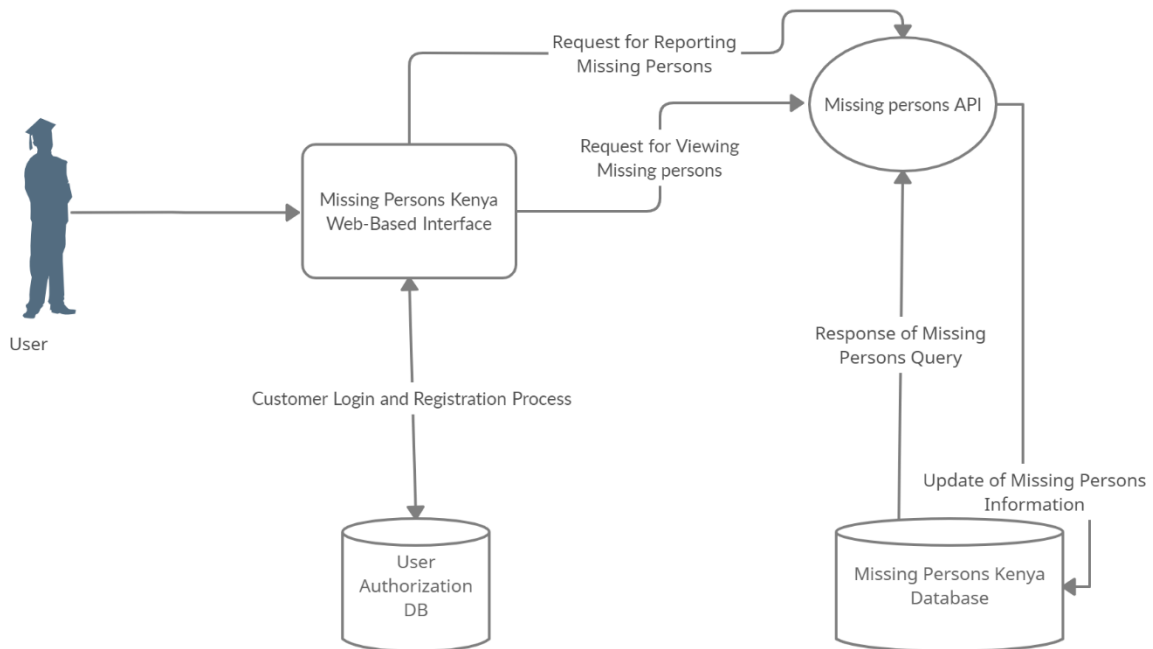 Request for Reporting
Missing Persons
Missing persons API
Request for Viewing
Missing persons
Missing Persons Kenya
Web-Based Interface
User
Response of Missing
Persons Query
Customer Login and Registration Process
Update of Missing Persons
Information
User
Authorization
DB
Missing Persons Kenya
Database